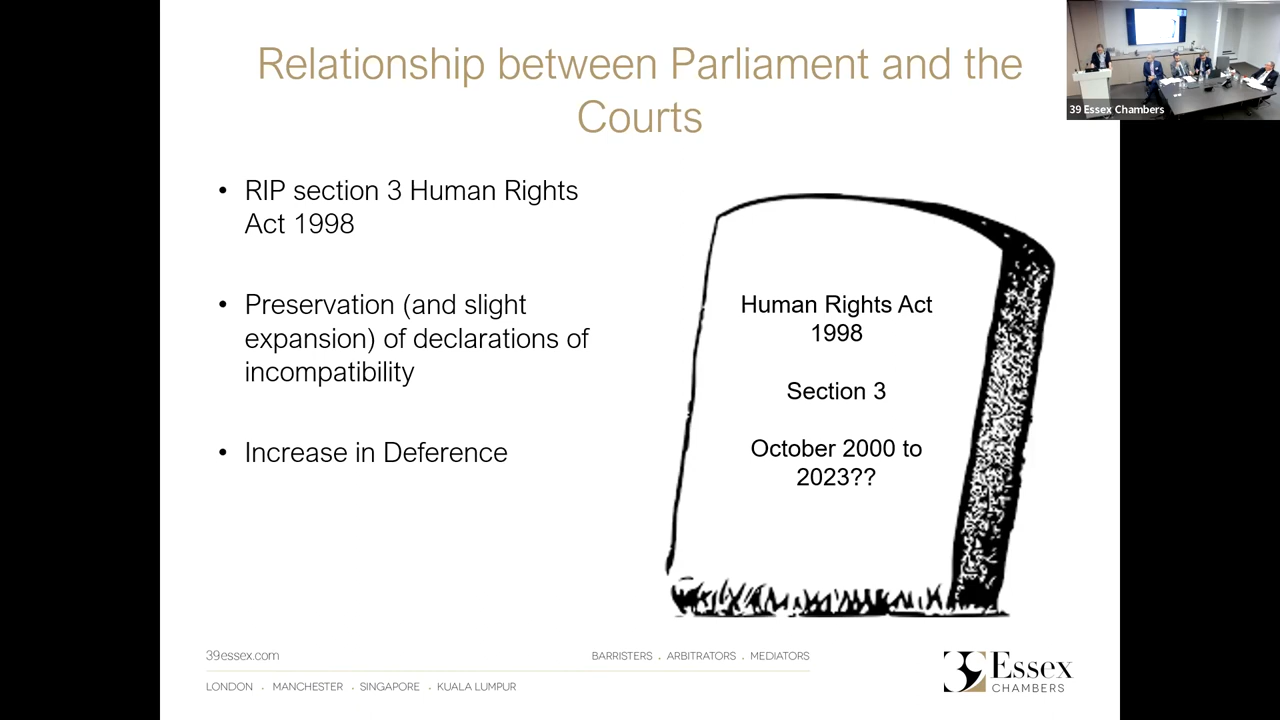 Relationship between Parliament and the
Courts
39 Essex Chambers
• RIP section 3 Human Rights
Act 1998
• Preservation (and slight
expansion) of declarations of
incompatibility
• Increase in Deference
Human Rights Act
1998
Section 3
October 2000 to
2023??
39essex.com
BARRISTERS . ARBITRATORS . MEDIATORS
LONDON . MANCHESTER . SINGAPORE . KUALA LUMPUR
39 Essex
CHAMBERS